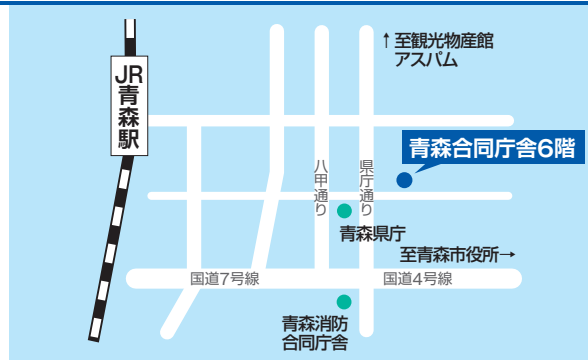 ↑至観光物産館
アスパム
JR青森駅
青森合同庁舎6階
八甲通り
県庁通り
青森県庁
至青森市役所→
国道7号線
国道4号線
青森消防
合同庁舎